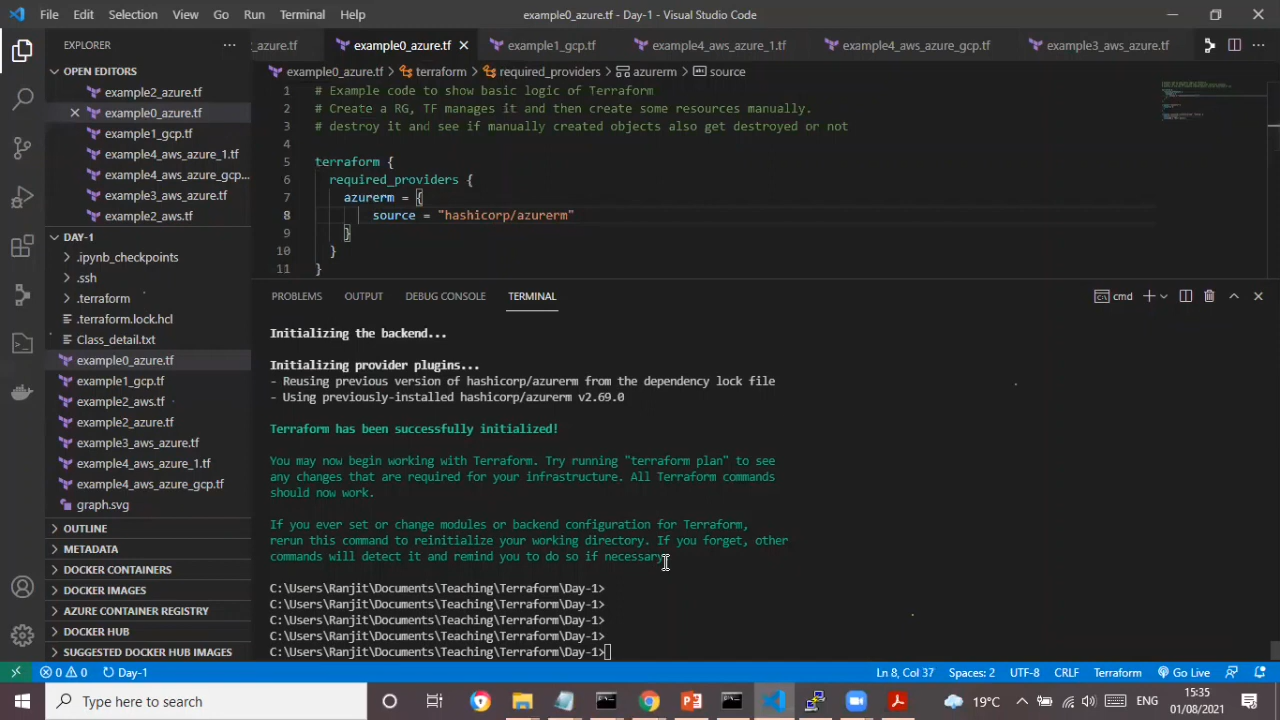 File Edit Selection View Go Run Terminal Help example0_azure.tf - Day-1 - Visual Studio Code
EXPLORER
_azure.tf example0_azure.tf example1_gcp.tf example4_aws_azure_1.tf example4_aws_azure_gcp.tf example3_aws_azure.tf
OPEN EDITORS
example2_azure.tf
example0_azure.tf
example1_gcp.tf
example4_aws_azure_1.tf
example4_aws_azure_gcp...
example3_aws_azure.tf
example2_aws.tf
DAY-1
.ipynb_checkpoints
.ssh
.terraform
.terraform.lock.hcl
Class_detail.txt
example0_azure.tf
example1_gcp.tf
example2_aws.tf
example2_azure.tf
example3_aws_azure.tf
example4_aws_azure_1.tf
example4_aws_azure_gcp.tf
graph.svg
OUTLINE
METADATA
DOCKER CONTAINERS
DOCKER IMAGES
AZURE CONTAINER REGISTRY
DOCKER HUB
SUGGESTED DOCKER HUB IMAGES
example0_azure.tf > terraform > required_providers > azurerm > source
1 # Example code to show basic logic of Terraform
2 # Create a RG, TF manages it and then create some resources manually.
3 # destroy it and see if manually created objects also get destroyed or not
4
5 terraform {
6 required_providers {
7 azurerm = {
8 source = "hashicorp/azurerm"
9 }
10 }
11 }
PROBLEMS OUTPUT DEBUG CONSOLE TERMINAL cmd
Initializing the backend...
Initializing provider plugins...
- Reusing previous version of hashicorp/azurerm from the dependency lock file
- Using previously-installed hashicorp/azurerm v2.69.0
Terraform has been successfully initialized!
You may now begin working with Terraform. Try running "terraform plan" to see
any changes that are required for your infrastructure. All Terraform commands
should now work.
If you ever set or change modules or backend configuration for Terraform,
rerun this command to reinitialize your working directory. If you forget, other
commands will detect it and remind you to do so if necessary.
C:\Users\Ranjit\Documents\Teaching\Terraform\Day-1>
C:\Users\Ranjit\Documents\Teaching\Terraform\Day-1>
C:\Users\Ranjit\Documents\Teaching\Terraform\Day-1>
C:\Users\Ranjit\Documents\Teaching\Terraform\Day-1>
C:\Users\Ranjit\Documents\Teaching\Terraform\Day-1>
0 0 Day-1 Ln 8, Col 37 Spaces: 2 UTF-8 CRLF Terraform Go Live
Type here to search 19°C ENG 15:35
01/08/2021